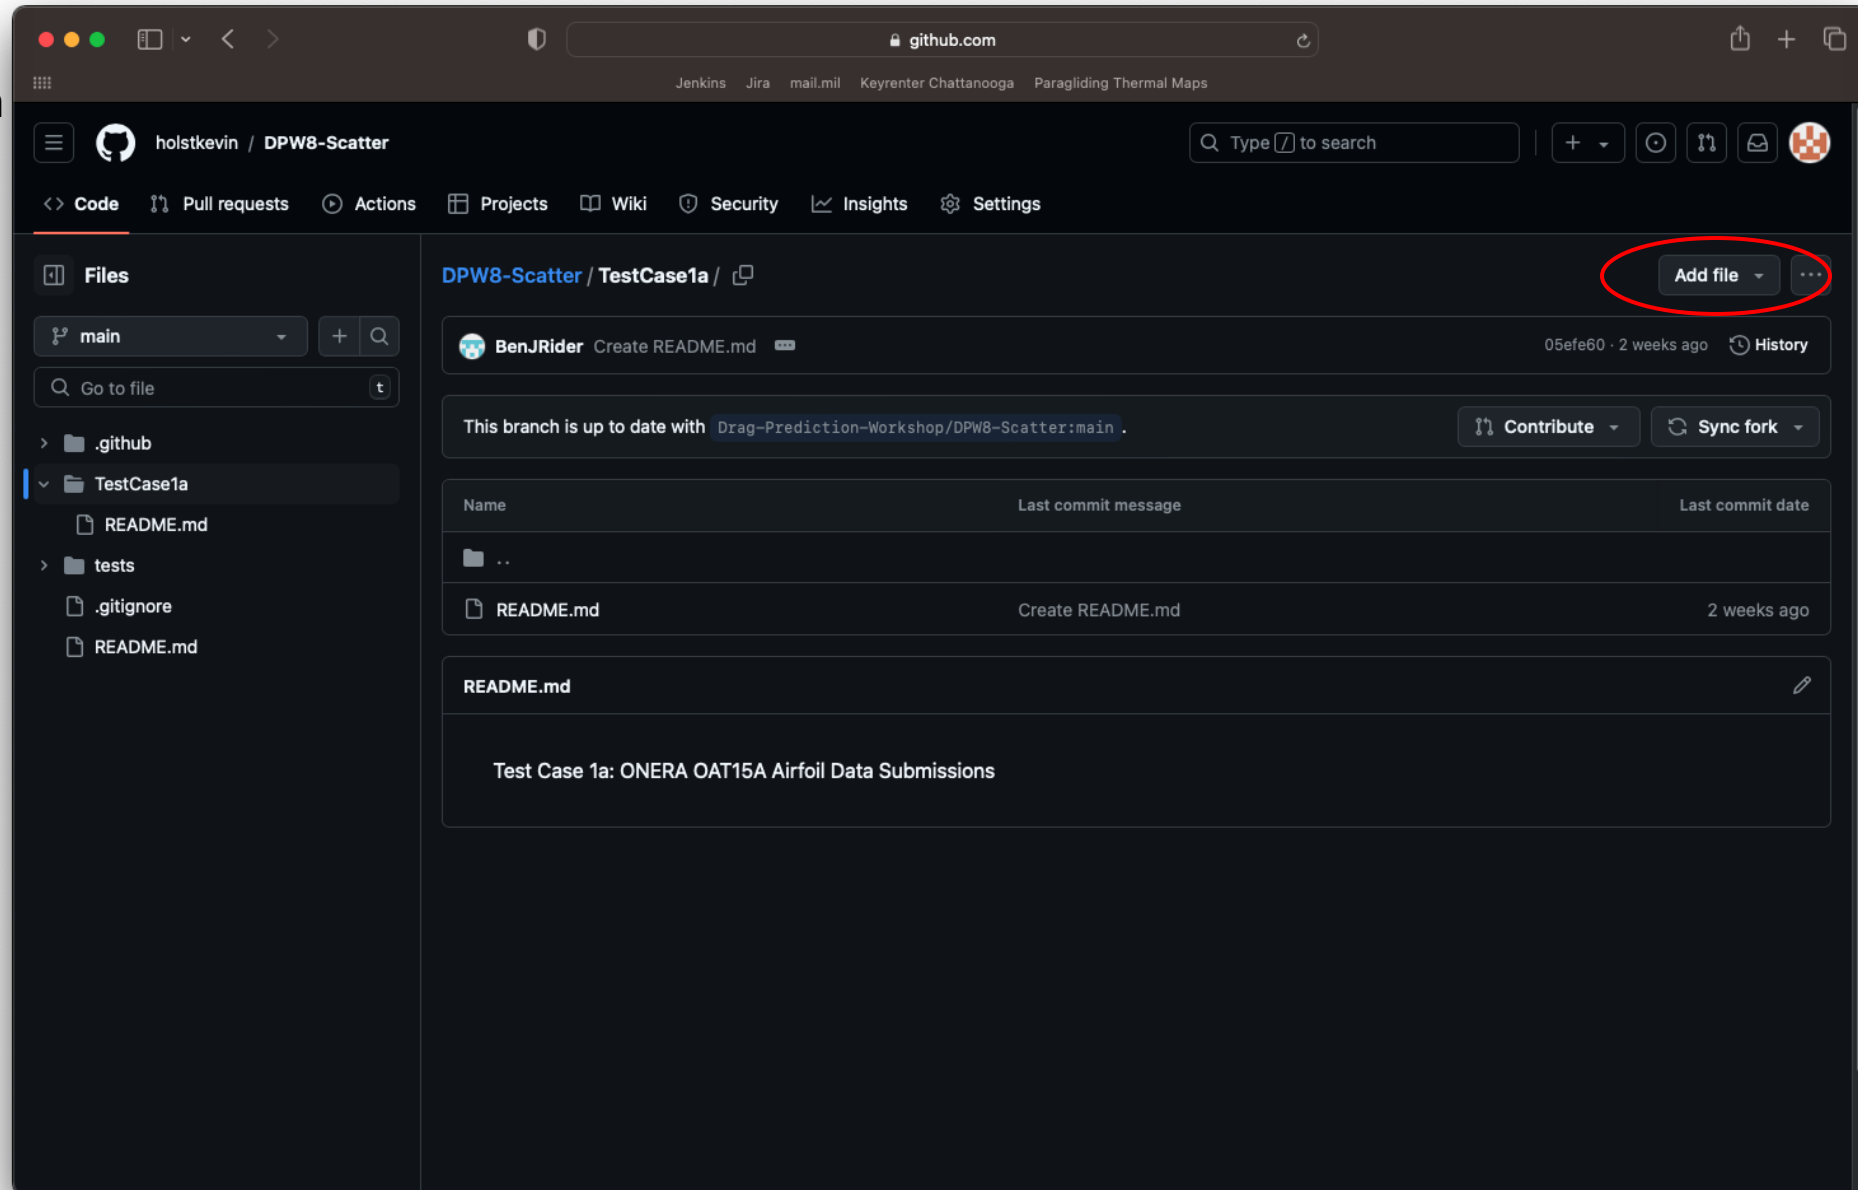 github.com
Jenkins Jira mail.mil Keyrenter Chattanooga Paragliding Thermal Maps
holstkevin / DPW8-Scatter
Type / to search
Code Pull requests Actions Projects Wiki Security Insights Settings
Files
main
Go to file t
.github
TestCase1a
README.md
tests
.gitignore
README.md
DPW8-Scatter / TestCase1a /
Add file
BenJRider Create README.md
05efe60 · 2 weeks ago History
This branch is up to date with Drag-Prediction-Workshop/DPW8-Scatter:main .
Contribute Sync fork
Name Last commit message Last commit date
..
README.md Create README.md 2 weeks ago
README.md
Test Case 1a: ONERA OAT15A Airfoil Data Submissions